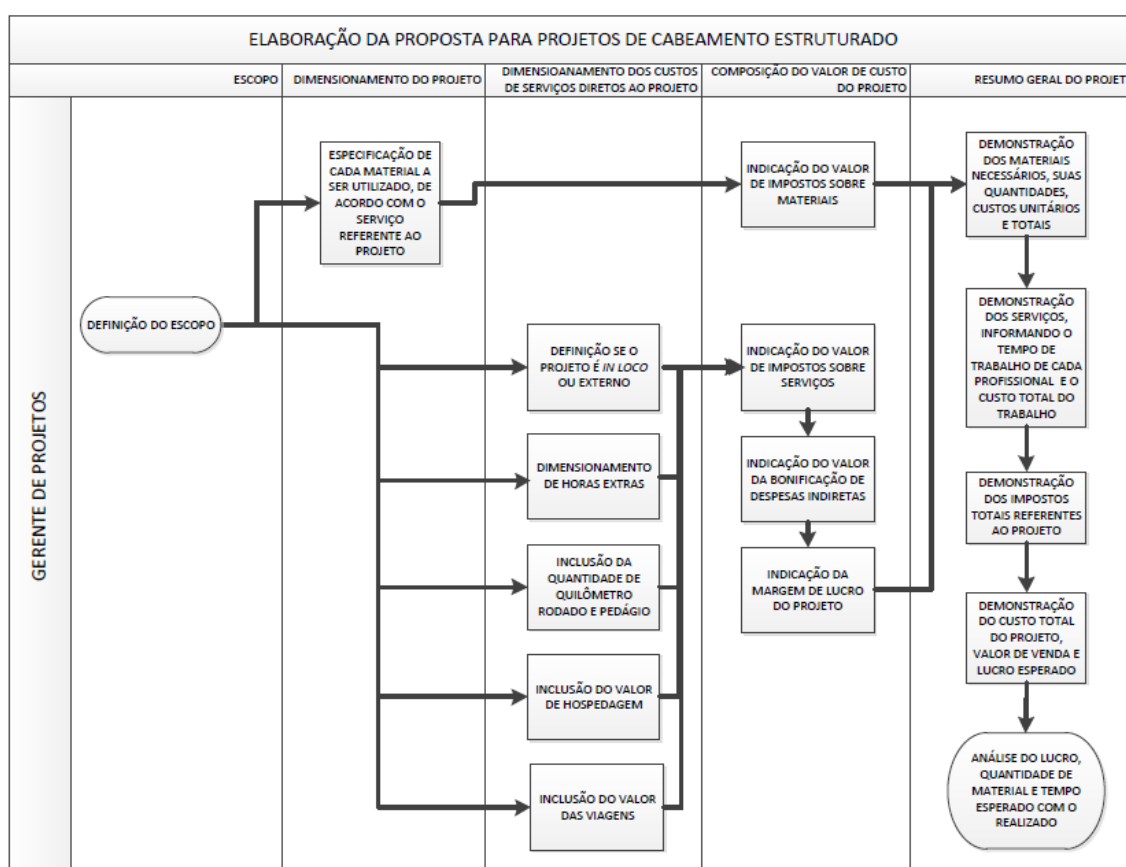 ELABORAÇÃO DA PROPOSTA PARA PROJETOS DE CABEAMENTO ESTRUTURADO
ESCOPO
DIMENSIONAMENTO DO PROJETO
DIMENSIOANAMENTO DOS CUSTOS
DE SERVIÇOS DIRETOS AO PROJETO
COMPOSIÇÃO DO VALOR DE CUSTO
DO PROJETO
RESUMO GERAL DO PROJET
GERENTE DE PROJETOS
DEFINIÇÃO DO ESCOPO
ESPECIFICAÇÃO DE
CADA MATERIAL A
SER UTILIZADO, DE
ACORDO COM O
SERVIÇO
REFERENTE AO
PROJETO
DEFINIÇÃO SE O
PROJETO É IN LOCO
OU EXTERNO
DIMENSIONAMENTO
DE HORAS EXTRAS
INCLUSÃO DA
QUANTIDADE DE
QUILÔMETRO
RODADO E PEDÁGIO
INCLUSÃO DO VALOR
DE HOSPEDAGEM
INCLUSÃO DO VALOR
DAS VIAGENS
INDICAÇÃO DO VALOR
DE IMPOSTOS SOBRE
MATERIAIS
INDICAÇÃO DO VALOR
DE IMPOSTOS SOBRE
SERVIÇOS
INDICAÇÃO DO VALOR
DA BONIFICAÇÃO DE
DESPESAS INDIRETAS
INDICAÇÃO DA
MARGEM DE LUCRO
DO PROJETO
DEMONSTRAÇÃO
DOS MATERIAIS
NECESSÁRIOS, SUAS
QUANTIDADES,
CUSTOS UNITÁRIOS
E TOTAIS
DEMONSTRAÇÃO
DOS SERVIÇOS,
INFORMANDO O
TEMPO DE
TRABALHO DE CADA
PROFISSIONAL E O
CUSTO TOTAL DO
TRABALHO
DEMONSTRAÇÃO
DOS IMPOSTOS
TOTAIS REFERENTES
AO PROJETO
DEMONSTRAÇÃO
DO CUSTO TOTAL
DO PROJETO,
VALOR DE VENDA E
LUCRO ESPERADO
ANÁLISE DO LUCRO,
QUANTIDADE DE
MATERIAL E TEMPO
ESPERADO COM O
REALIZADO